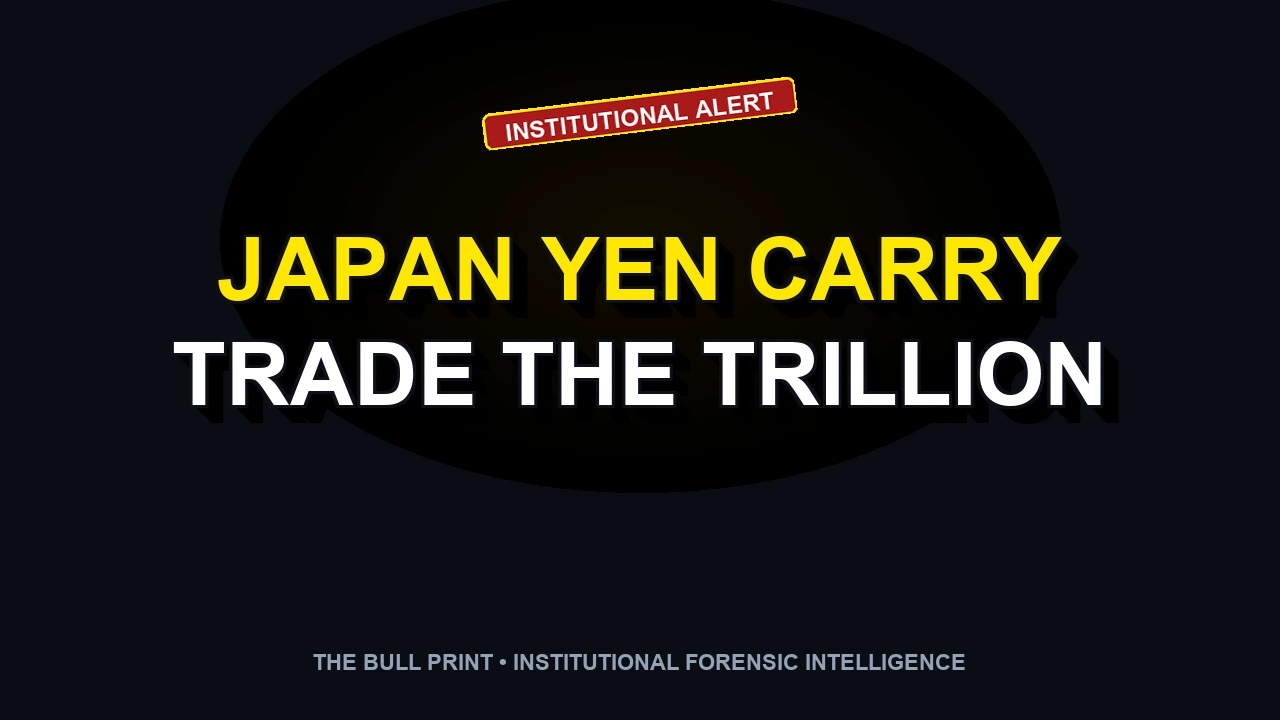 INSTITUTIONAL ALERT
JAPAN YEN CARRY
TRADE THE TRILLION
THE BULL PRINT • INSTITUTIONAL FORENSIC INTELLIGENCE